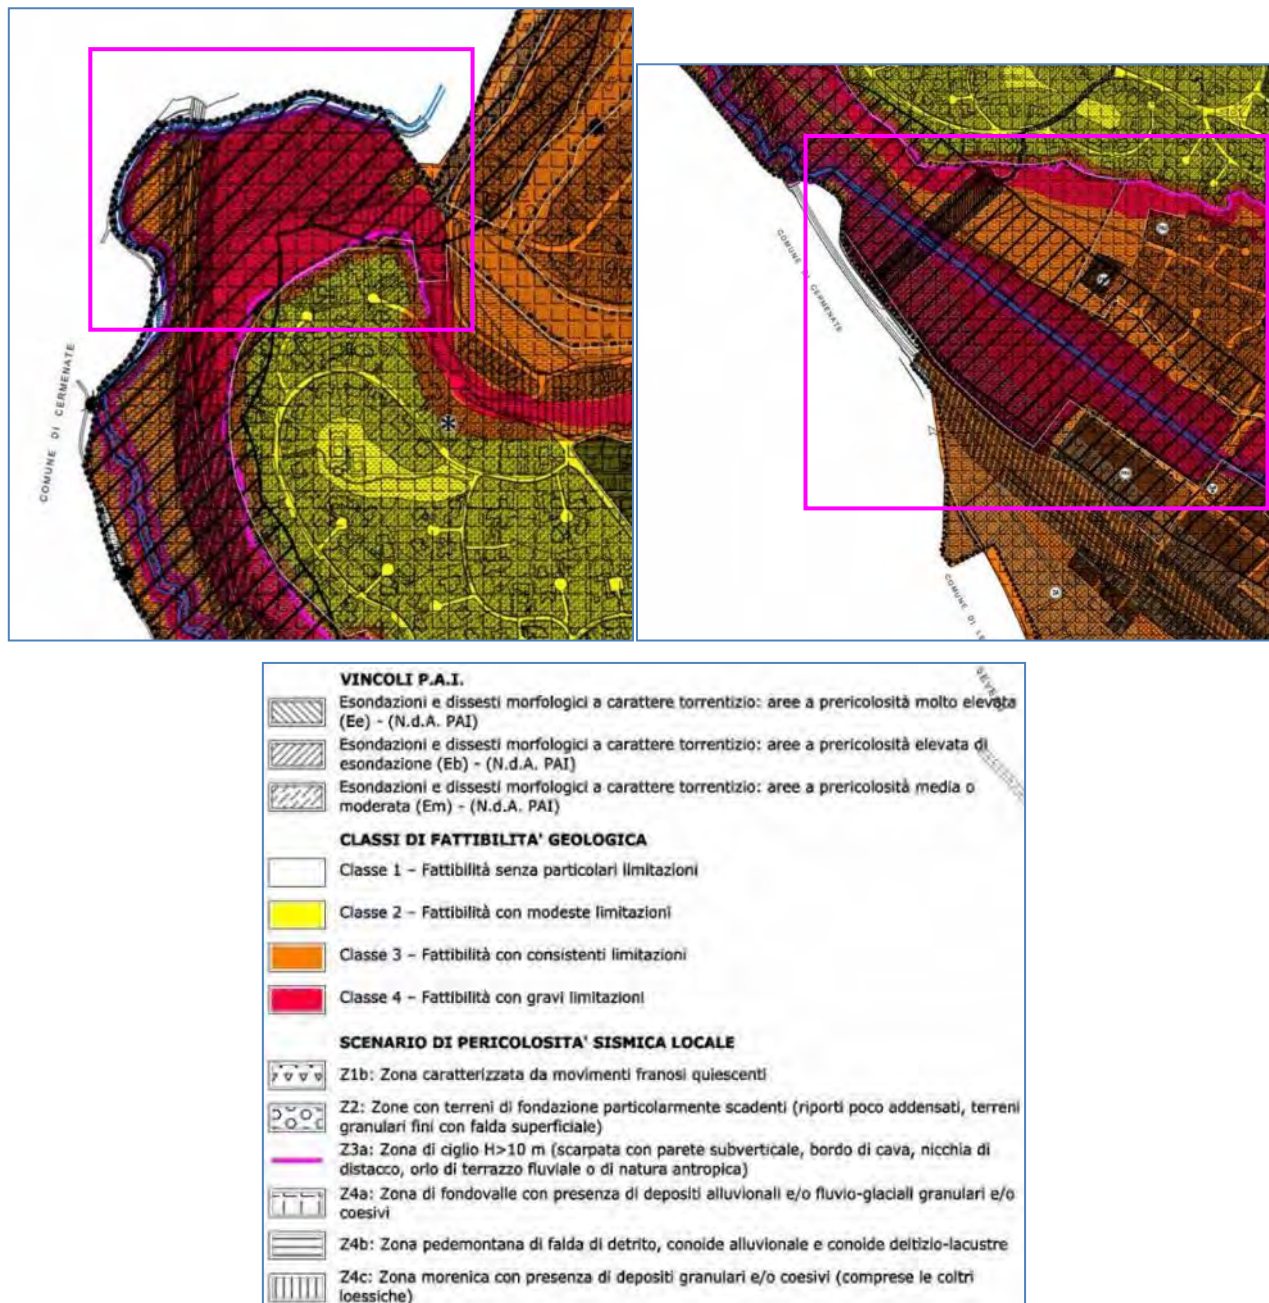 COMUNE DI CERMENATE
COMUNE DI CERMENATE
COMUNE DI
VINCOLI P.A.I.
Esondazioni e dissesti morfologici a carattere torrentizio: aree a prericolosità molto elevata
(Ee) - (N.d.A. PAI)
Esondazioni e dissesti morfologici a carattere torrentizio: aree a prericolosità elevata di
esondazione (Eb) - (N.d.A. PAI)
Esondazioni e dissesti morfologici a carattere torrentizio: aree a prericolosità media o
moderata (Em) - (N.d.A. PAI)
CLASSI DI FATTIBILITA' GEOLOGICA
Classe 1 – Fattibilità senza particolari limitazioni
Classe 2 – Fattibilità con modeste limitazioni
Classe 3 – Fattibilità con consistenti limitazioni
Classe 4 – Fattibilità con gravi limitazioni
SCENARIO DI PERICOLOSITA' SISMICA LOCALE
Z1b: Zona caratterizzata da movimenti franosi quiescenti
Z2: Zone con terreni di fondazione particolarmente scadenti (riporti poco addensati, terreni
granulari fini con falda superficiale)
Z3a: Zona di ciglio H>10 m (scarpata con parete subverticale, bordo di cava, nicchia di
distacco, orlo di terrazzo fluviale o di natura antropica)
Z4a: Zona di fondovalle con presenza di depositi alluvionali e/o fluvio-glaciali granulari e/o
coesivi
Z4b: Zona pedemontana di falda di detrito, conoide alluvionale e conoide deltizio-lacustre
Z4c: Zona morenica con presenza di depositi granulari e/o coesivi (comprese le coltri
loessiche)